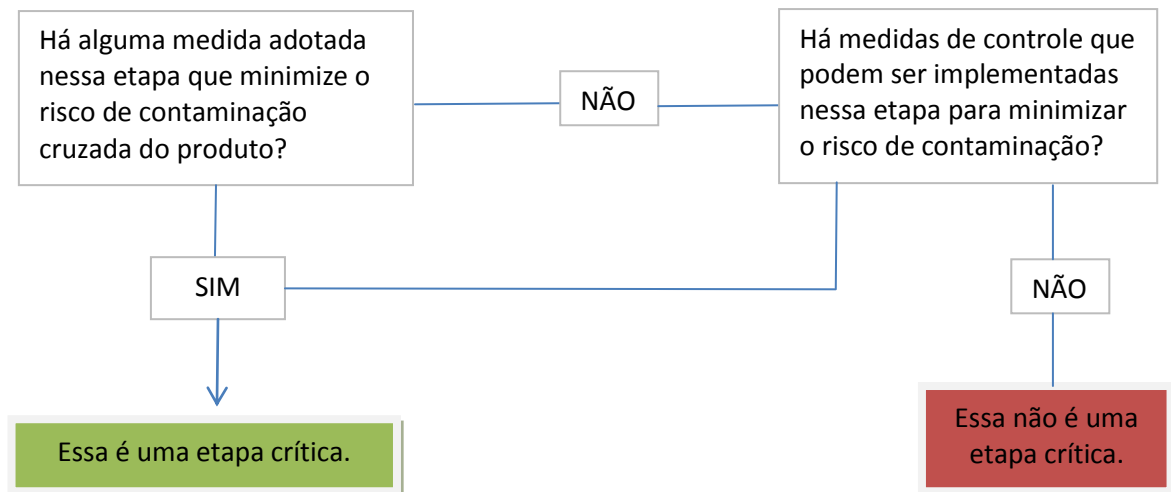 Há alguma medida adotada
nessa etapa que minimize o
risco de contaminação
cruzada do produto?
NÃO
Há medidas de controle que
podem ser implementadas
nessa etapa para minimizar
o risco de contaminação?
SIM
NÃO
Essa é uma etapa crítica.
Essa não é uma
etapa crítica.